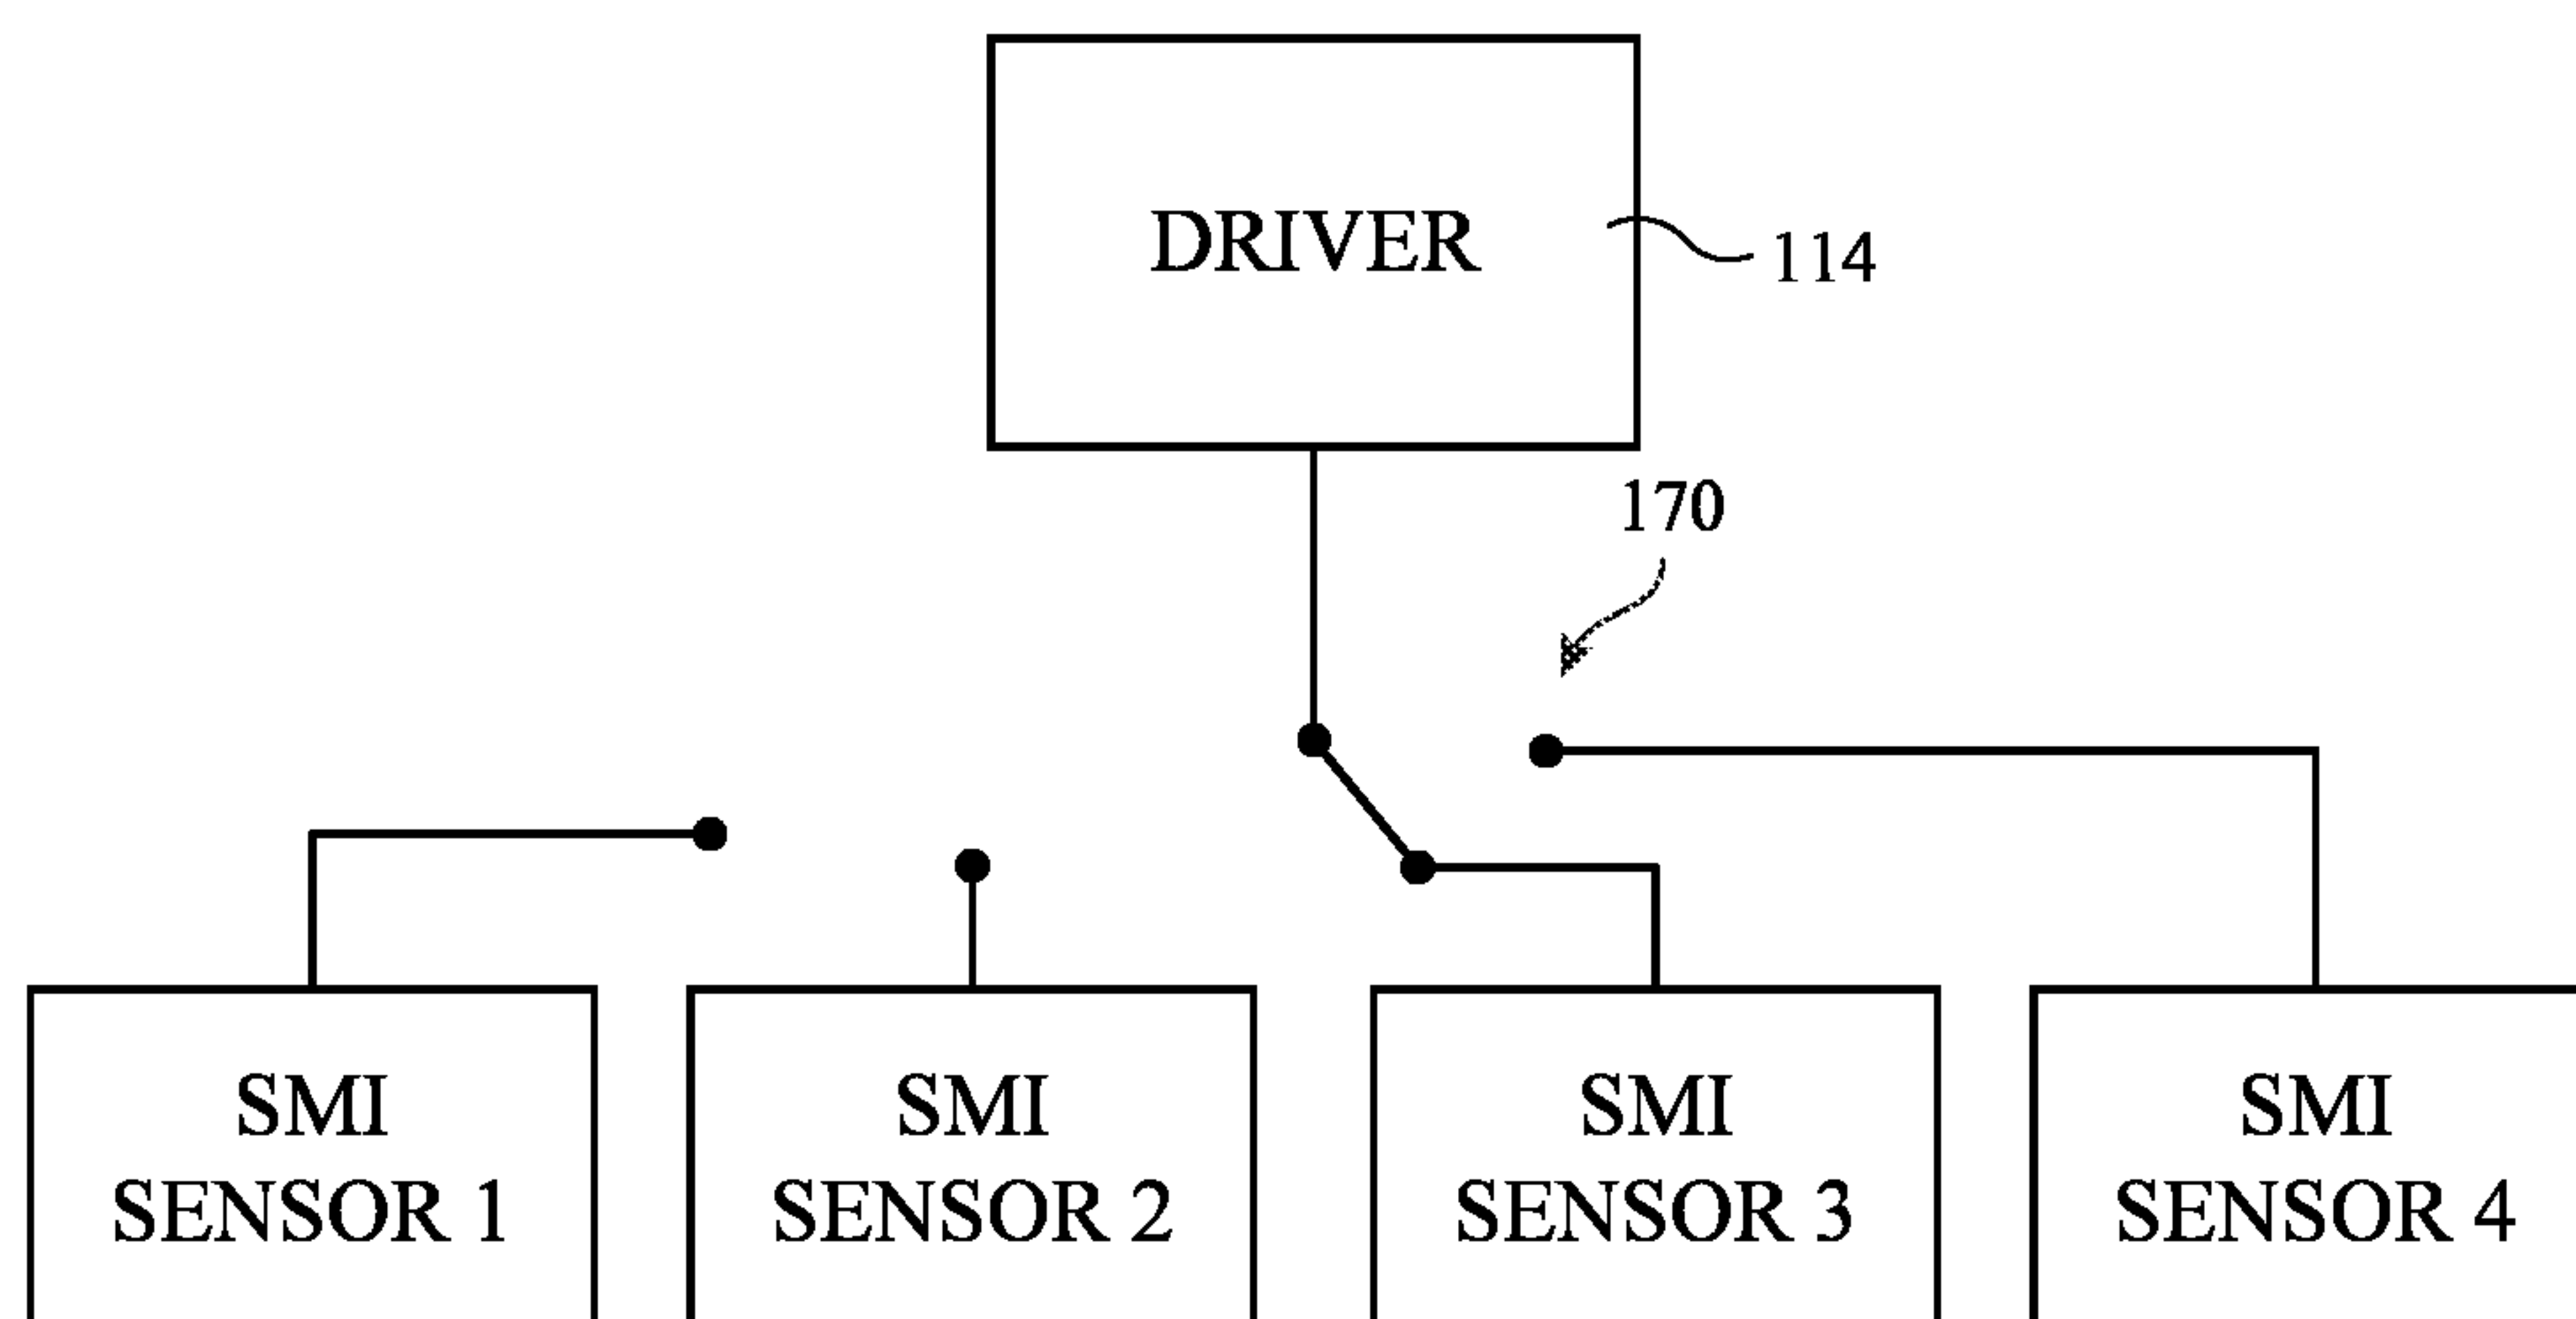 DRIVER
114
170
SMI
SENSOR 1
SMI
SENSOR 2
SMI
SENSOR 3
SMI
SENSOR 4